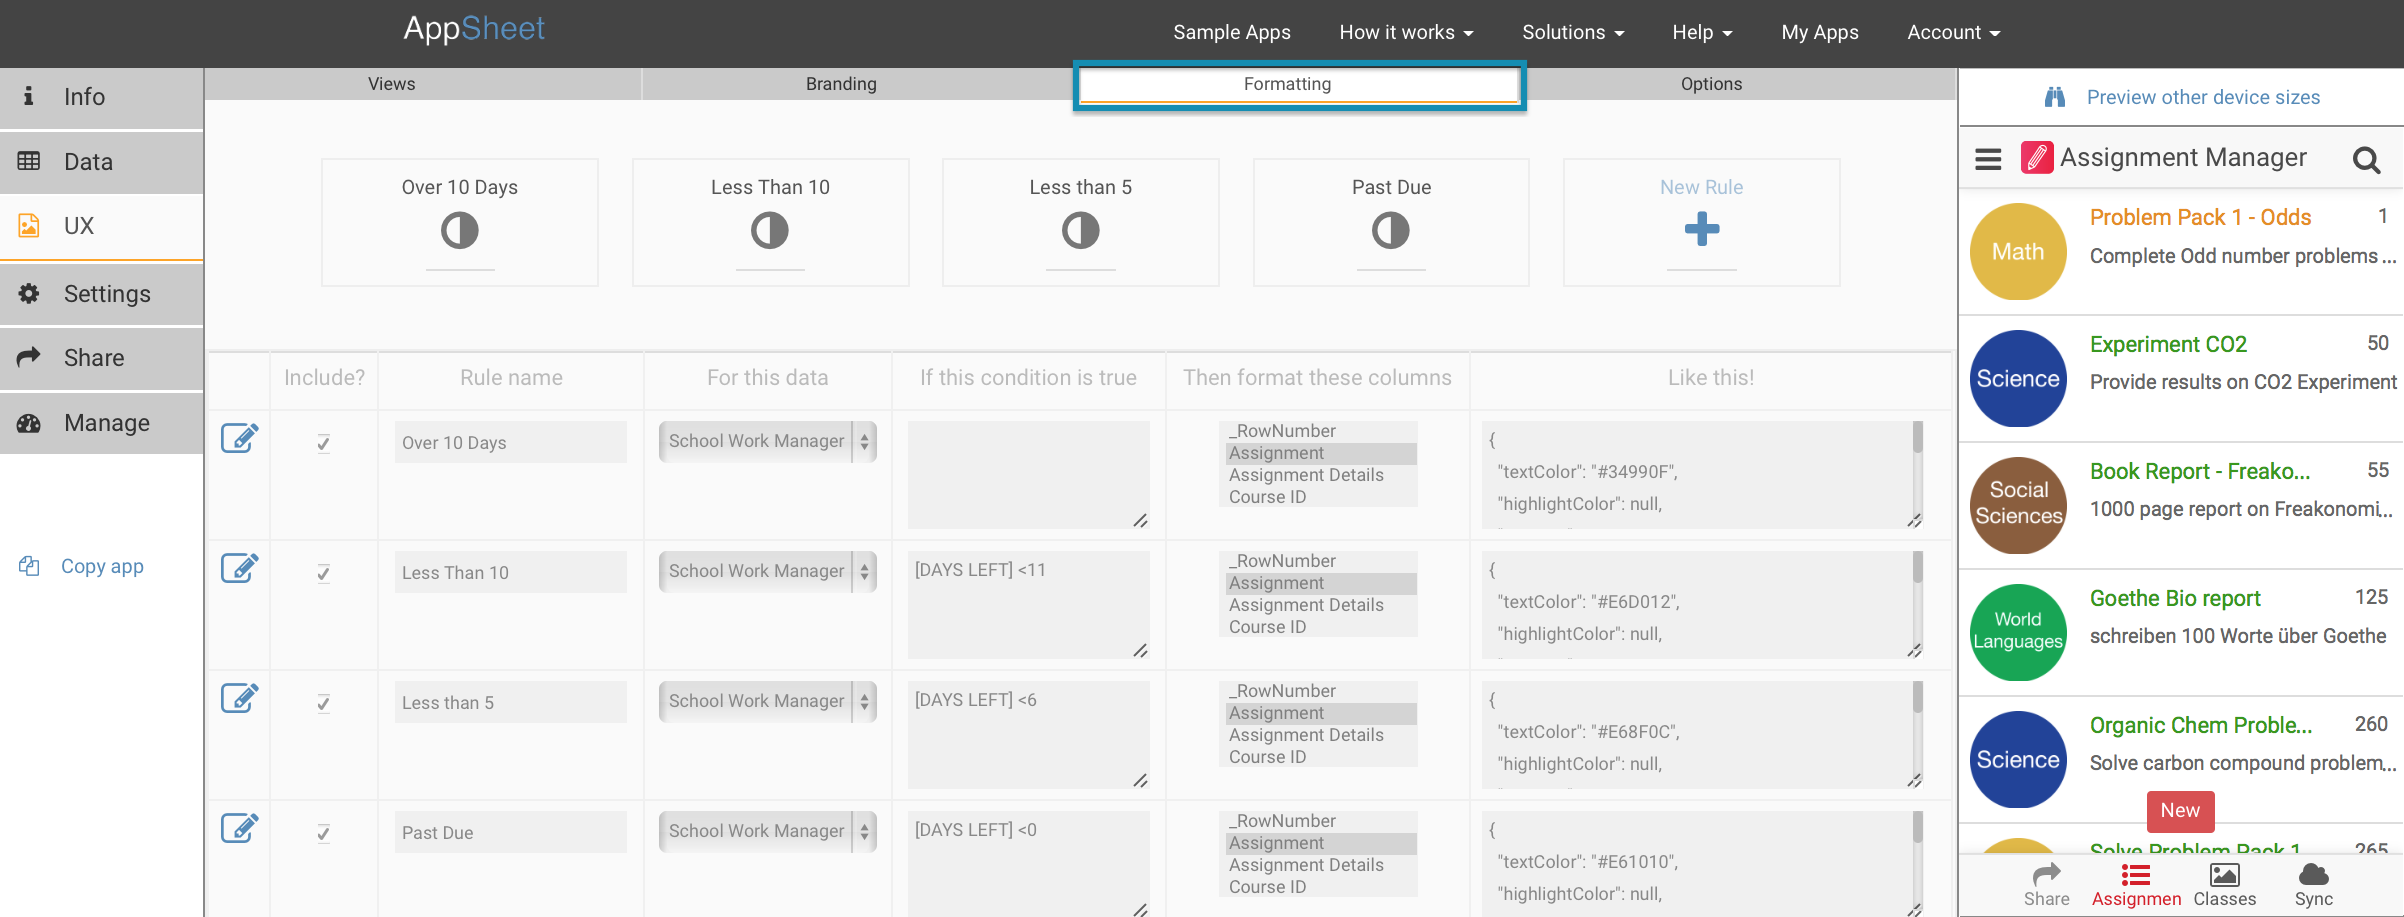 AppSheet
Sample Apps How it works Solutions Help My Apps Account
Info
Data
UX
Settings
Share
Manage
Copy app
Views Branding Formatting Options
Over 10 Days Less Than 10 Less than 5 Past Due New Rule
Include? Rule name For this data If this condition is true Then format these columns Like this!
Over 10 Days
School Work Manager
_RowNumber
Assignment
Assignment Details
Course ID
{
"textColor": "#34990F",
"highlightColor": null,
Less Than 10
School Work Manager
[DAYS LEFT] <11
_RowNumber
Assignment
Assignment Details
Course ID
{
"textColor": "#E6D012",
"highlightColor": null,
Less than 5
School Work Manager
[DAYS LEFT] <6
_RowNumber
Assignment
Assignment Details
Course ID
{
"textColor": "#E68F0C",
"highlightColor": null,
Past Due
School Work Manager
[DAYS LEFT] <0
_RowNumber
Assignment
Assignment Details
Course ID
{
"textColor": "#E61010",
"highlightColor": null,
Preview other device sizes
Assignment Manager
Math
Problem Pack 1 - Odds 1
Complete Odd number problems ...
Science
Experiment CO2 50
Provide results on CO2 Experiment
Social
Sciences
Book Report - Freako... 55
1000 page report on Freakonomi...
World
Languages
Goethe Bio report 125
schreiben 100 Worte über Goethe
Science
Organic Chem Proble... 260
Solve carbon compound problem...
New
Solve Problem Pack 1 265
Share Assignmen Classes Sync